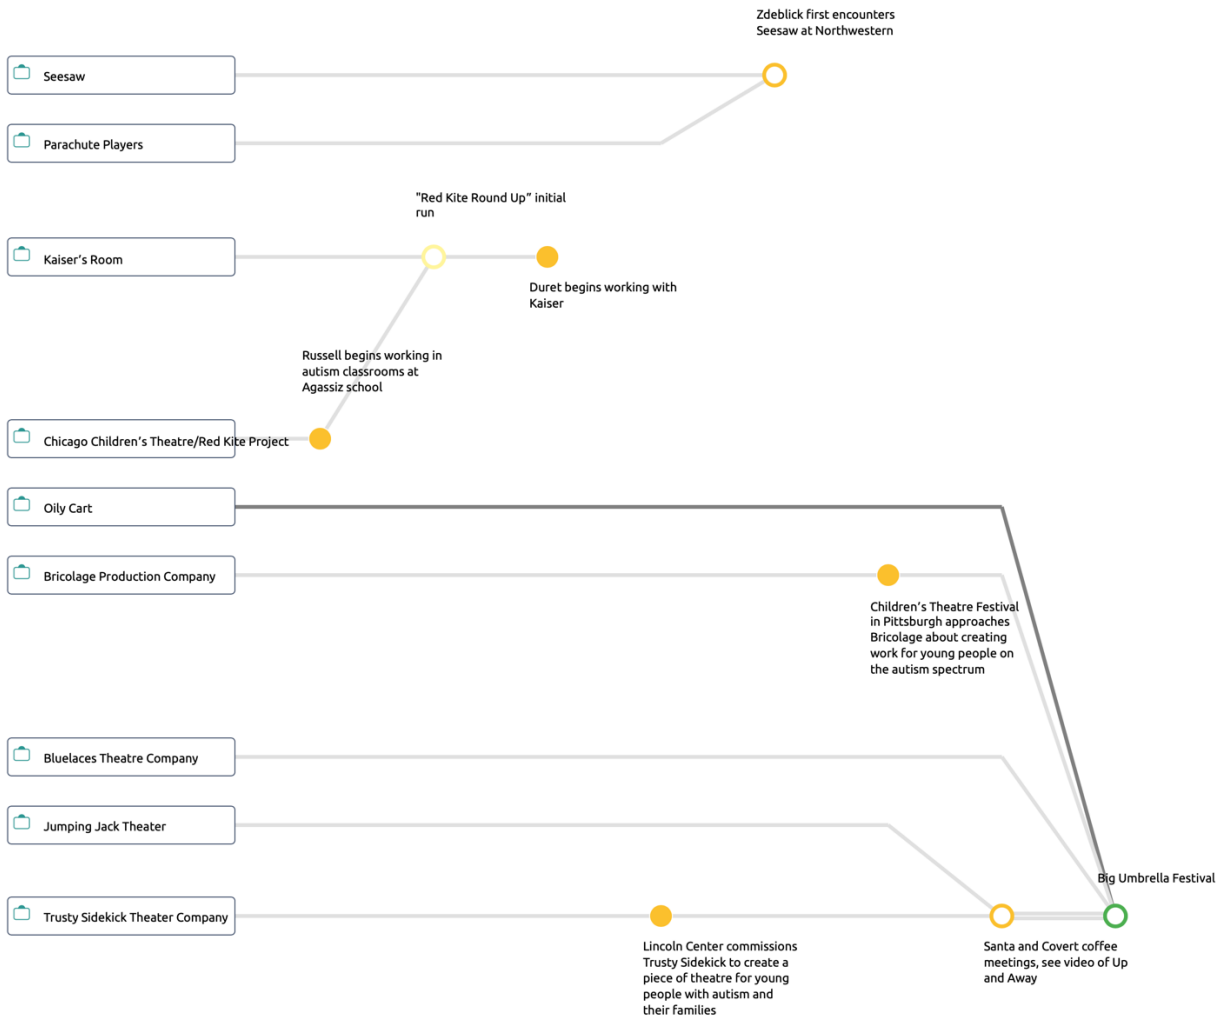 Zdeblick first encounters
Seesaw at Northwestern
Seesaw
Parachute Players
"Red Kite Round Up” initial
run
Kaiser’s Room
Duret begins working with
Kaiser
Russell begins working in
autism classrooms at
Agassiz school
Chicago Children’s Theatre/Red Kite Project
Oily Cart
Bricolage Production Company
Children’s Theatre Festival
in Pittsburgh approaches
Bricolage about creating
work for young people on
the autism spectrum
Bluelaces Theatre Company
Jumping Jack Theater
Big Umbrella Festival
Trusty Sidekick Theater Company
Lincoln Center commissions
Trusty Sidekick to create a
piece of theatre for young
people with autism and
their families
Santa and Covert coffee
meetings, see video of Up
and Away